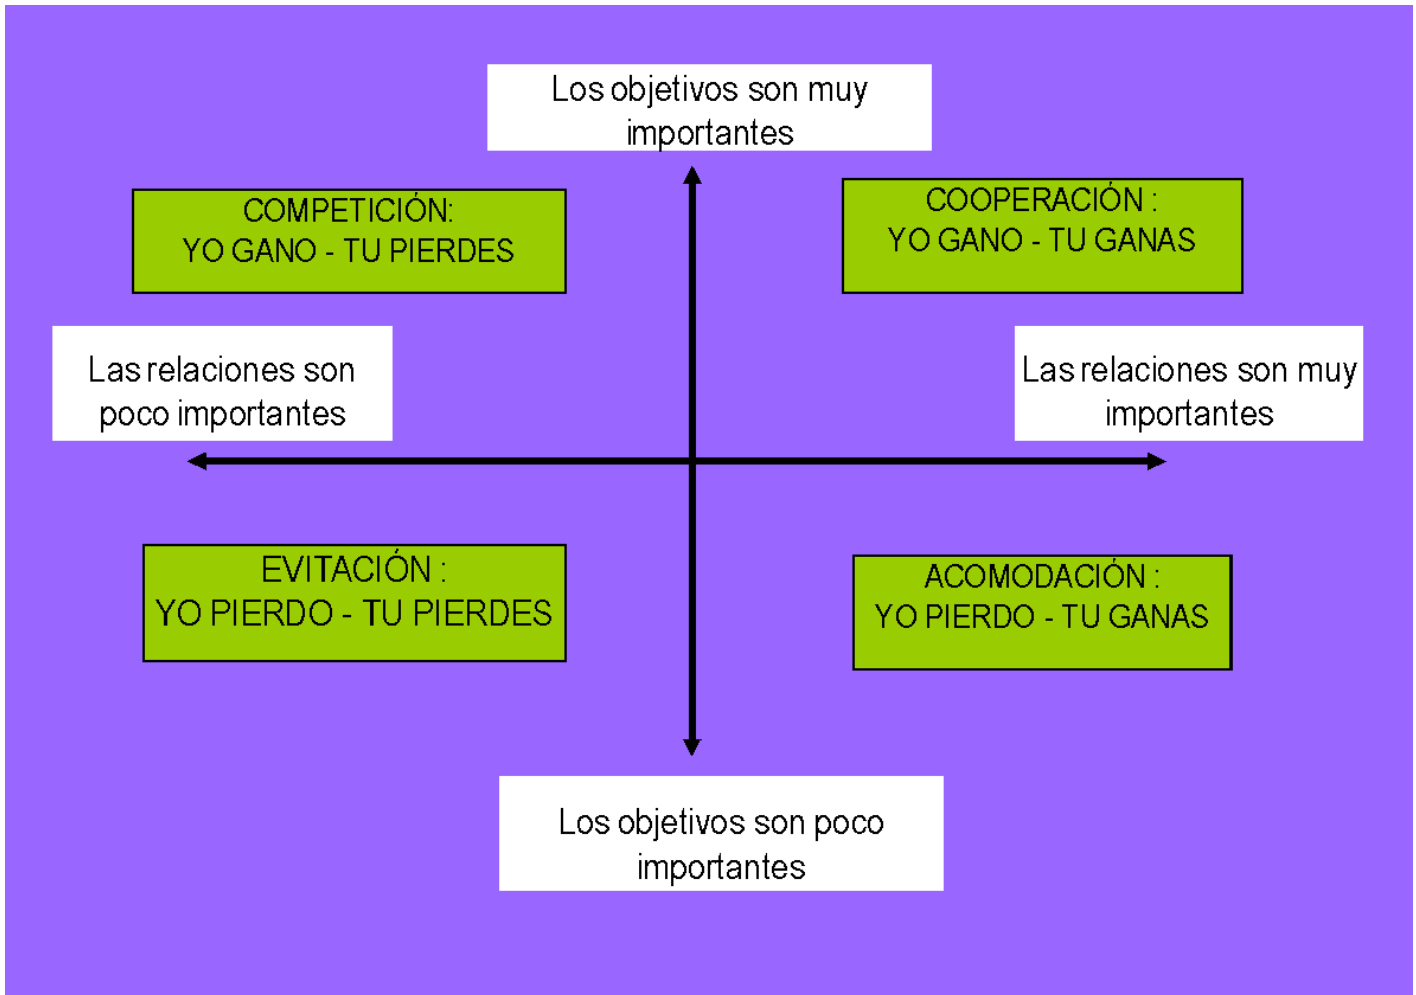 Los objetivos son muy
importantes
COMPETICIÓN:
YO GANO - TU PIERDES
COOPERACIÓN :
YO GANO - TU GANAS
Las relaciones son
poco importantes
Las relaciones son muy
importantes
EVITACIÓN :
YO PIERDO - TU PIERDES
ACOMODACIÓN :
YO PIERDO - TU GANAS
Los objetivos son poco
importantes